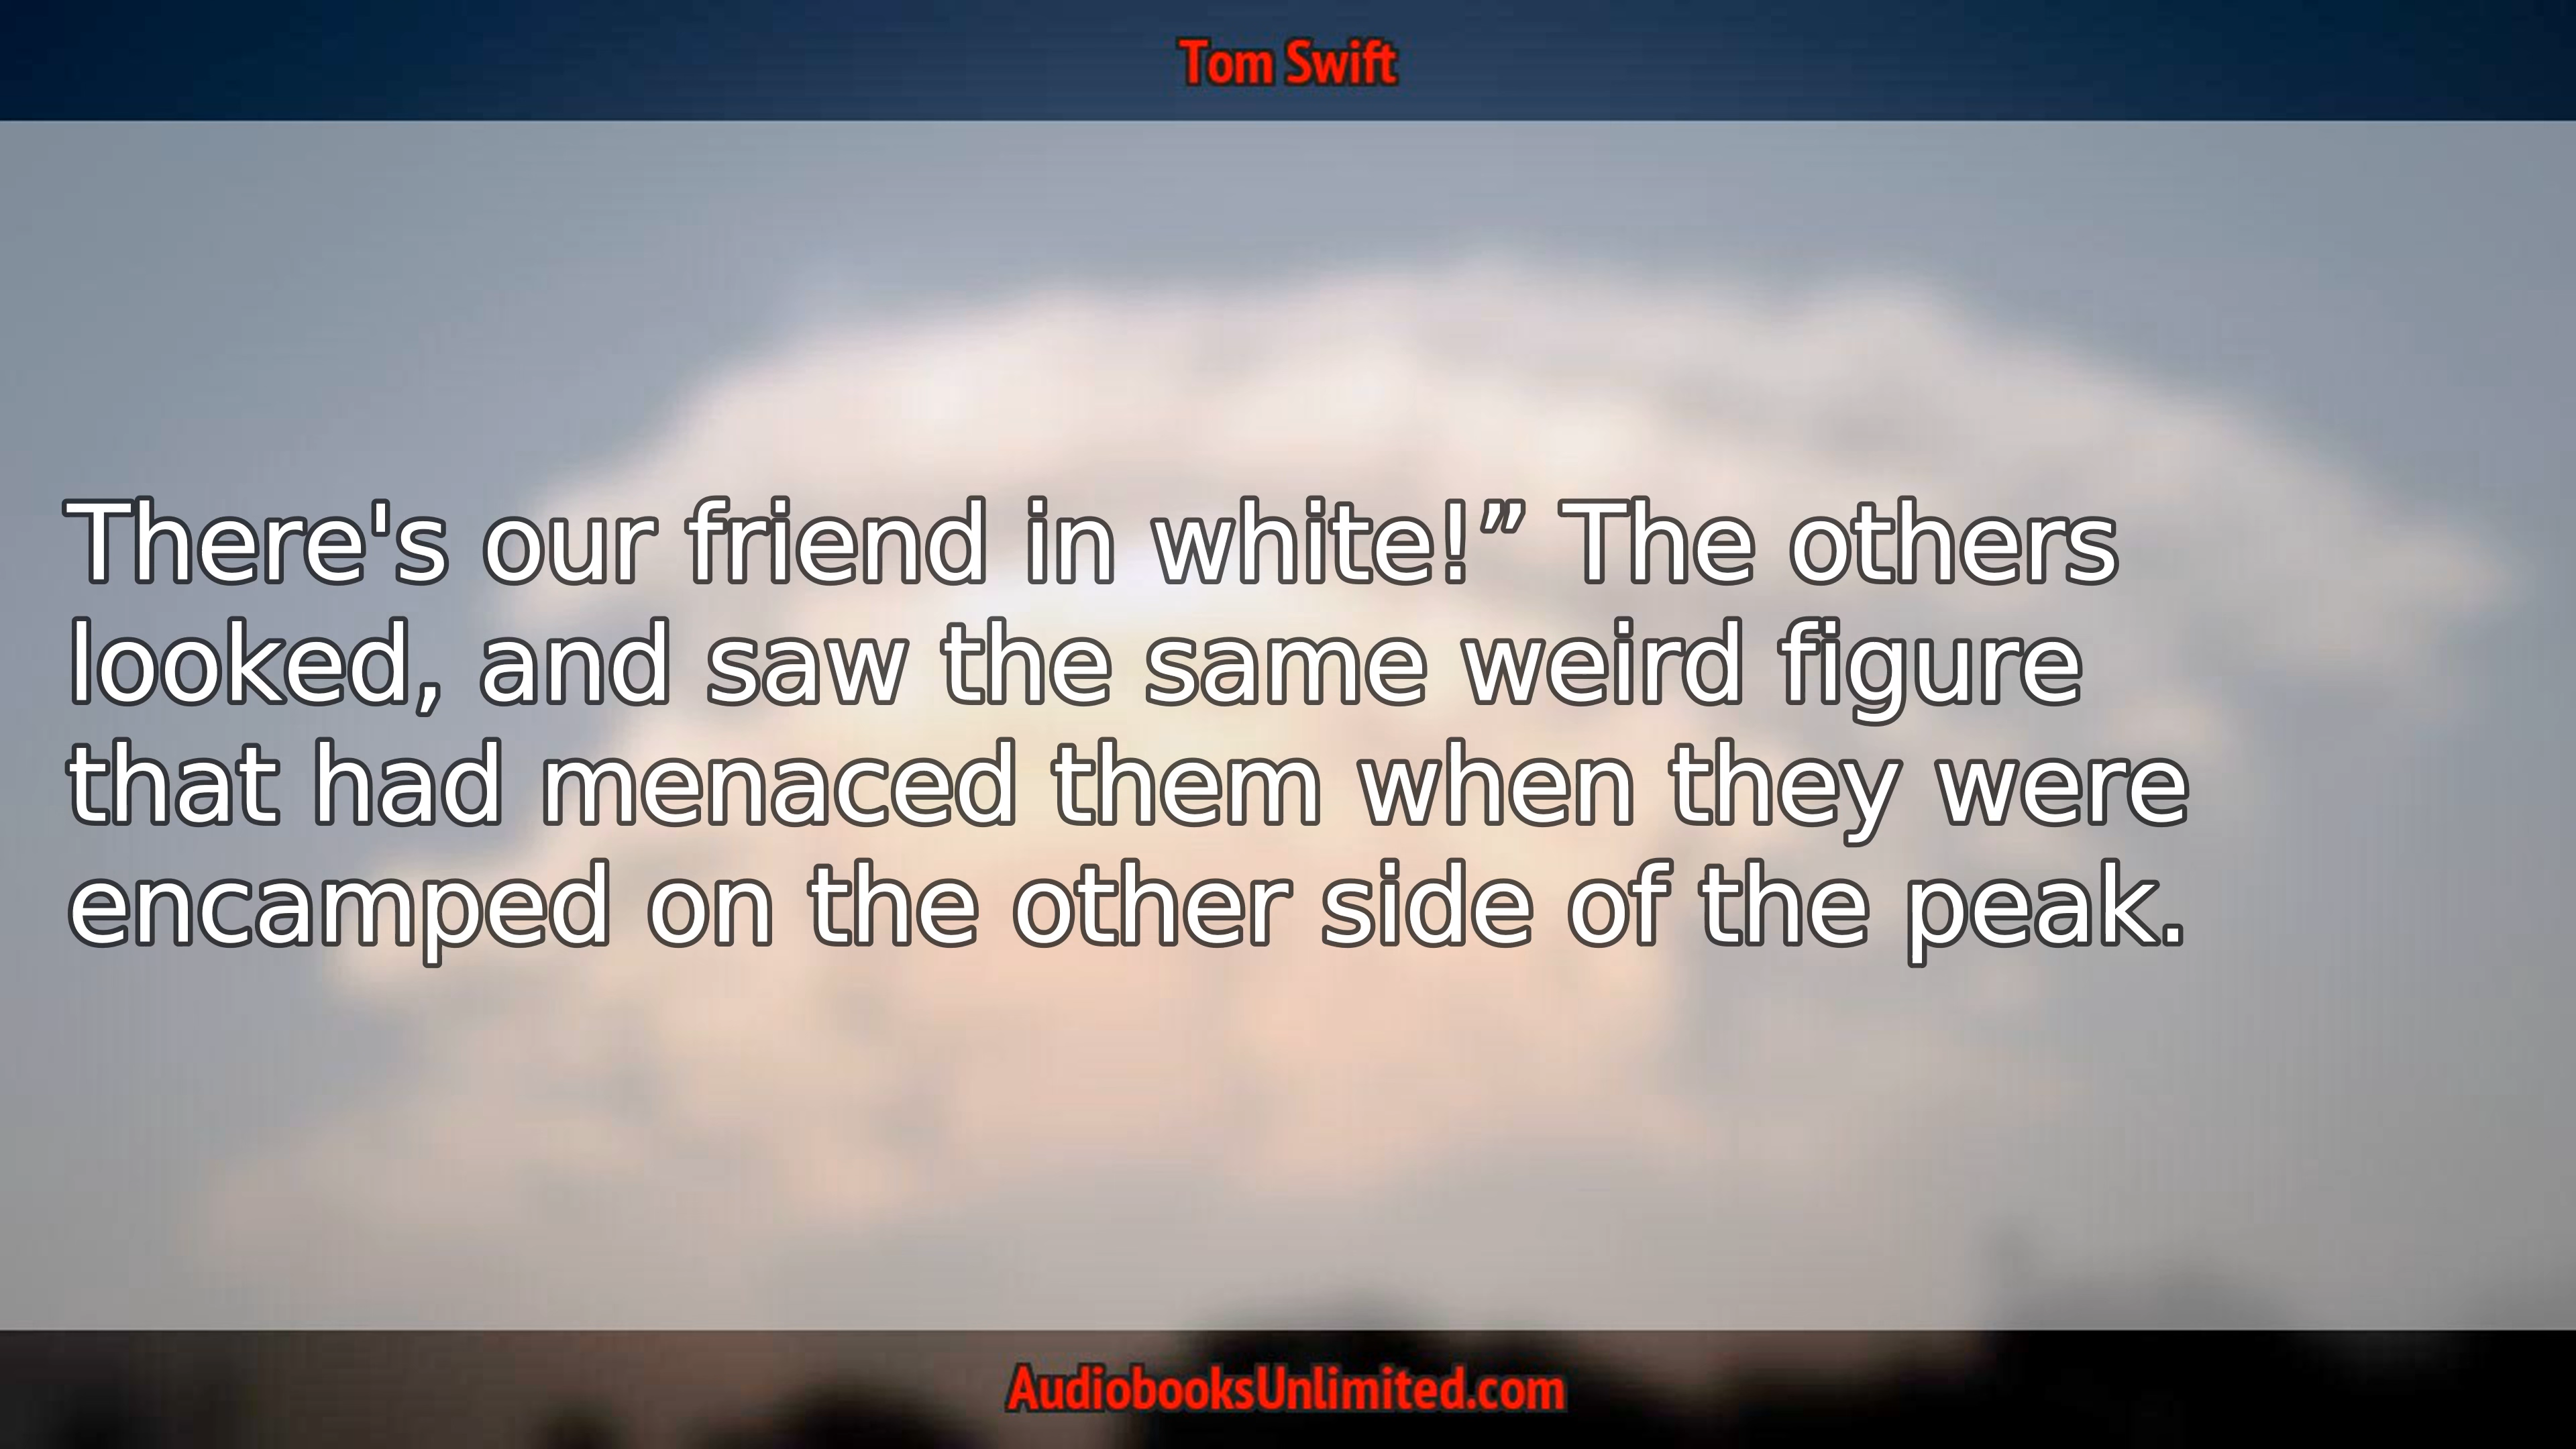 Tom Swift
There's our friend in white!” The others
looked, and saw the same weird figure
that had menaced them when they were
encamped on the other side of the peak.
AudiobooksUnlimited.com